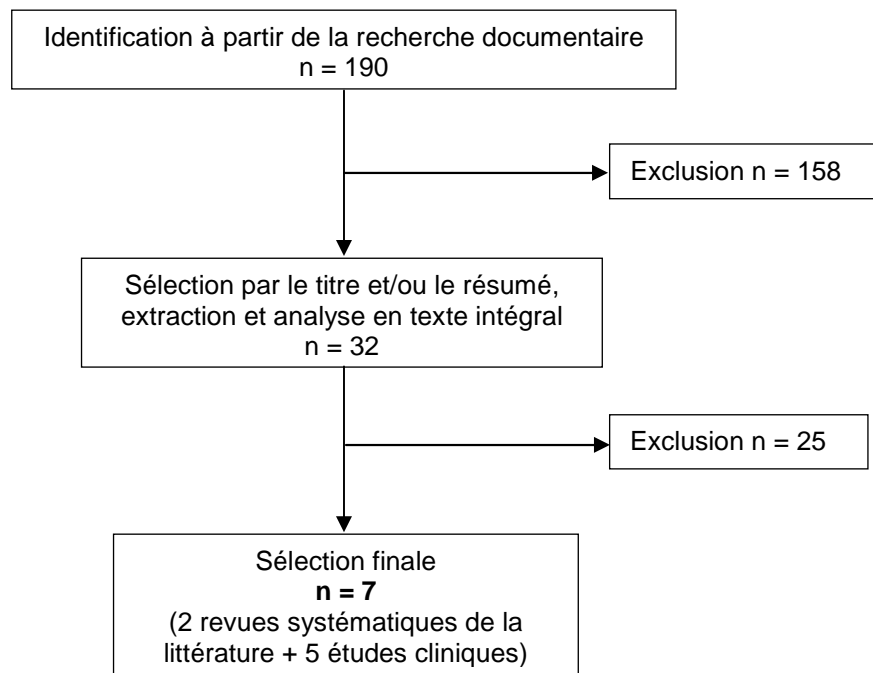 Identification à partir de la recherche documentaire
n = 190
Exclusion n = 158
Sélection par le titre et/ou le résumé,
extraction et analyse en texte intégral
n = 32
Exclusion n = 25
Sélection finale
n = 7
(2 revues systématiques de la
littérature + 5 études cliniques)